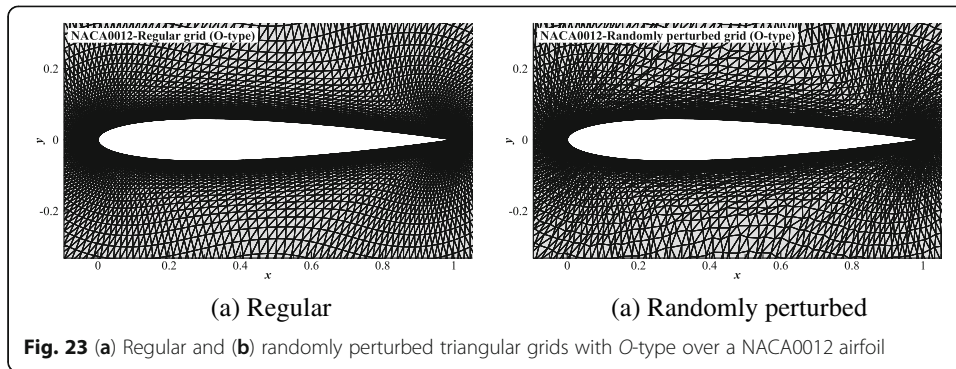 NACA0012-Regular grid (O-type)
0.2
0
-0.2
y
0
0.2
0.4
0.6
0.8
1
x
(a) Regular
NACA0012-Randomly perturbed grid (O-type)
0.2
0
-0.2
y
0
0.2
0.4
0.6
0.8
1
x
(a) Randomly perturbed
Fig. 23 (a) Regular and (b) randomly perturbed triangular grids with O-type over a NACA0012 airfoil